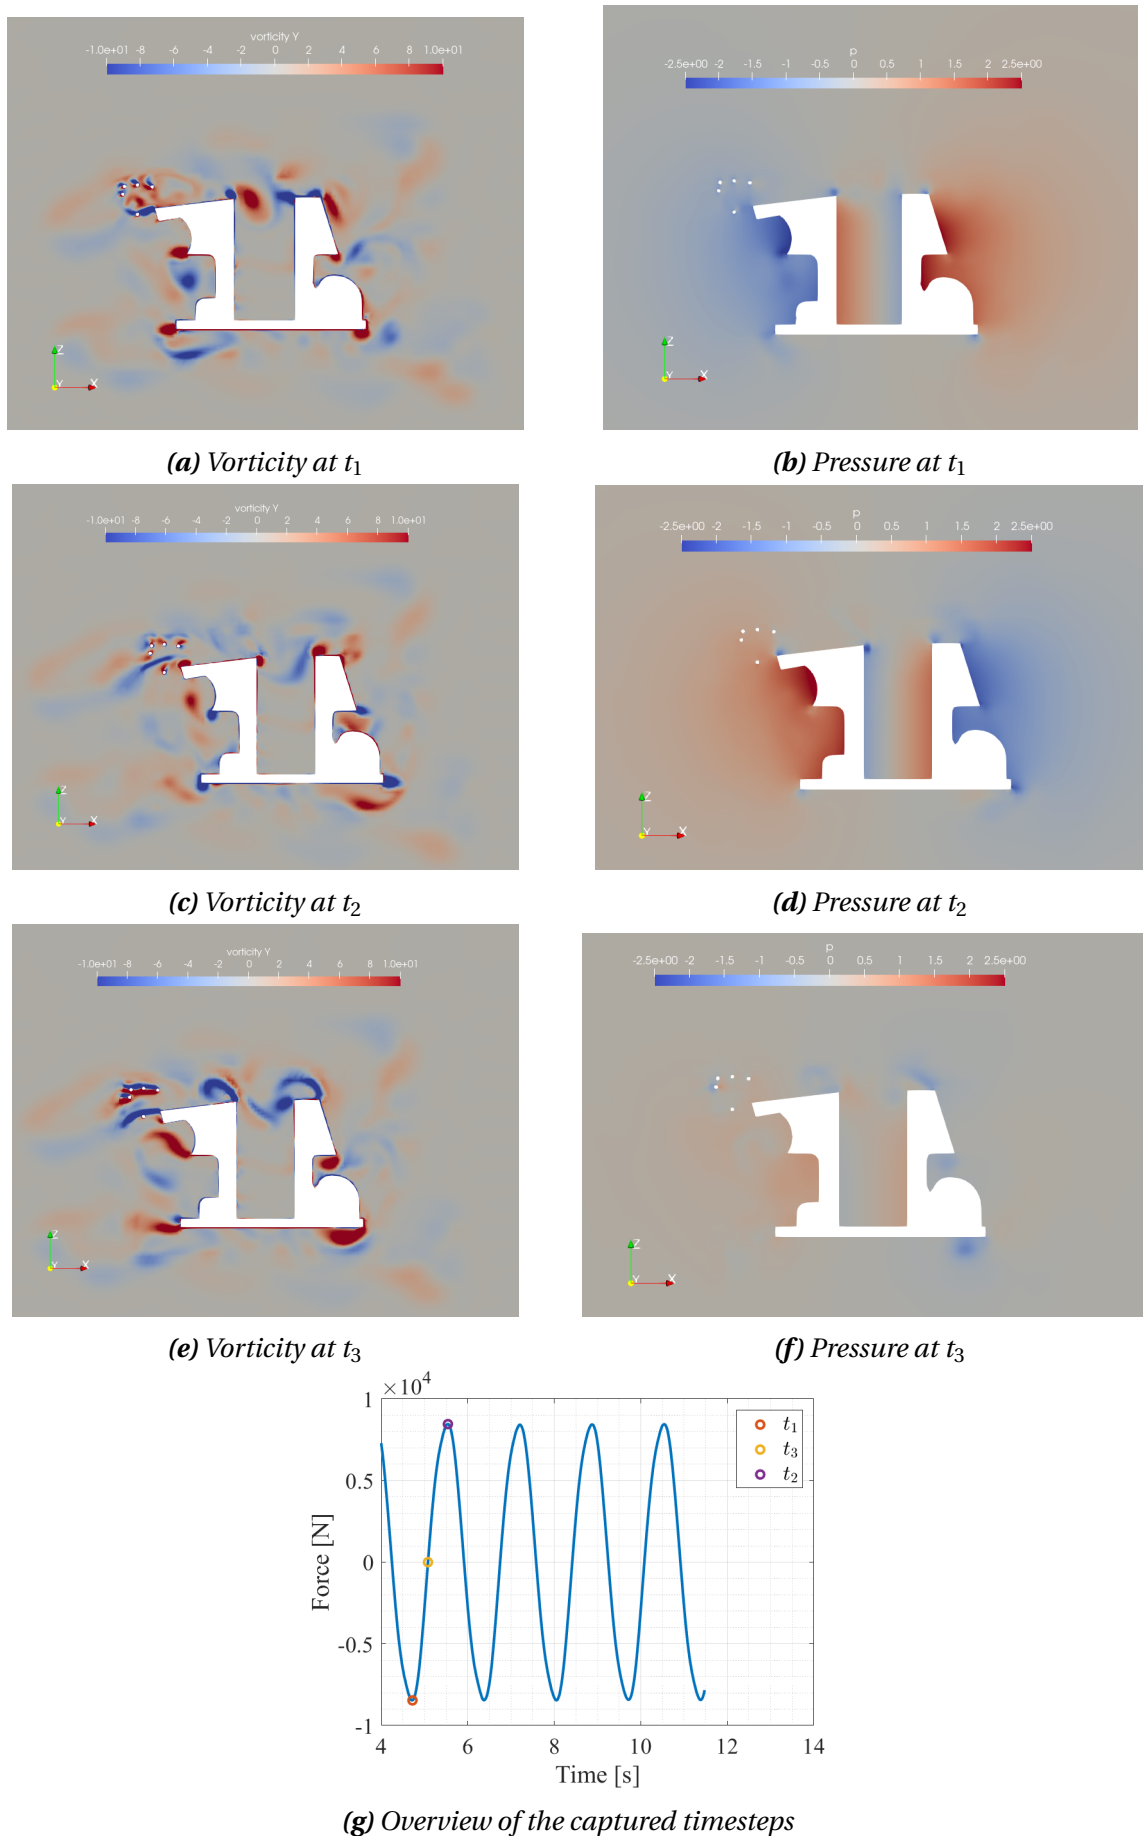 vorticity Y
-1.0e+01 -8 -6 -4 -2 0 2 4 6 8 1.0e+01
Z
Y X
p
-2.5e+00 -2 -1.5 -1 -0.5 0 0.5 1 1.5 2 2.5e+00
Z
Y X
(a) Vorticity at t1
(b) Pressure at t1
vorticity Y
-1.0e+01 -8 -6 -4 -2 0 2 4 6 8 1.0e+01
Z
Y X
p
-2.5e+00 -2 -1.5 -1 -0.5 0 0.5 1 1.5 2 2.5e+00
Z
Y X
(c) Vorticity at t2
(d) Pressure at t2
vorticity Y
-1.0e+01 -8 -6 -4 -2 0 2 4 6 8 1.0e+01
Z
Y X
p
-2.5e+00 -2 -1.5 -1 -0.5 0 0.5 1 1.5 2 2.5e+00
Z
Y X
(e) Vorticity at t3
(f) Pressure at t3
×10^4
1
0.5
0
-0.5
-1
Force [N]
t1
t3
t2
4 6 8 10 12 14
Time [s]
(g) Overview of the captured timesteps